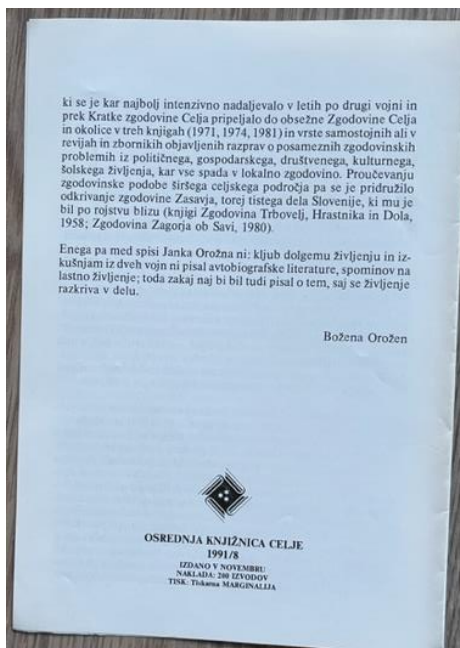 ki se je kar najbolj intenzivno nadaljevalo v letih po drugi vojni in
prek Kratke zgodovine Celja pripeljalo do obsežne Zgodovine Celja
in okolice v treh knjigah (1971, 1974, 1981) in vrste samostojnih ali v
revijah in zbornikih objavljenih razprav o posameznih zgodovinskih
problemih iz političnega, gospodarskega, društvenega, kulturnega,
šolskega življenja, kar vse spada v lokalno zgodovino. Proučevanju
zgodovinske podobe širšega celjskega področja pa se je pridružilo
odkrivanje zgodovine Zasavja, torej tistega dela Slovenije, ki mu je
bil po rojstvu blizu (knjigi Zgodovina Trbovelj, Hrastnika in Dola,
1958; Zgodovina Zagorja ob Savi, 1980).
Enega pa med spisi Janka Orožna ni: kljub dolgemu življenju in iz-
kušnjam iz dveh vojn ni pisal avtobiografske literature, spominov na
lastno življenje; toda zakaj naj bi bil tudi pisal o tem, saj se življenje
razkriva v delu.
Božena Orožen
OSREDNJA KNJIŽNICA CELJE
1991/8
IZDANO V NOVEMBRU
NAKLADA: 200 IZVODOV
TISK: Tiskarna MARGINALIJA